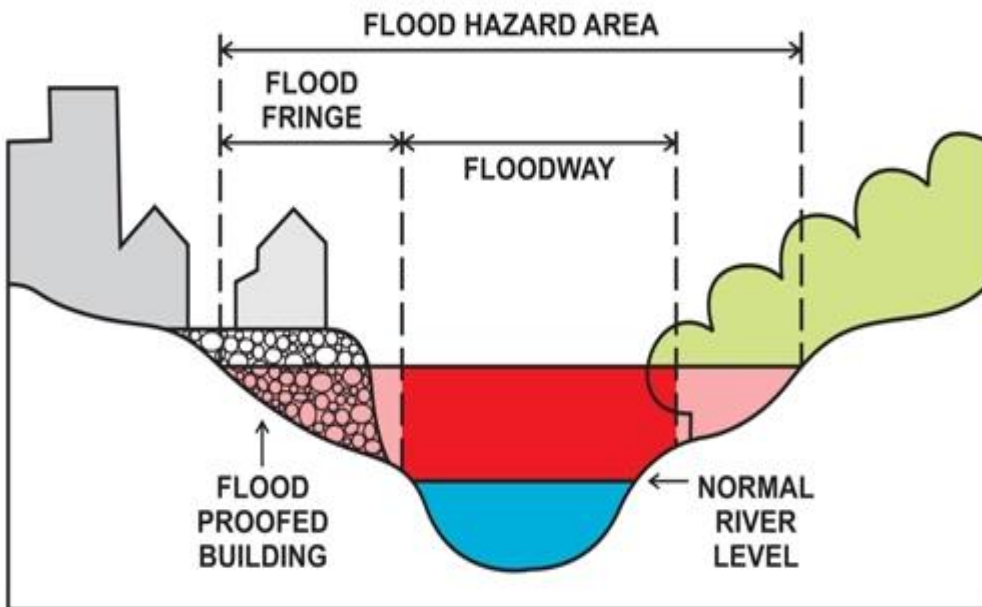 FLOOD HAZARD AREA
FLOOD
FRINGE
FLOODWAY
FLOOD
PROOFED
BUILDING
NORMAL
RIVER
LEVEL